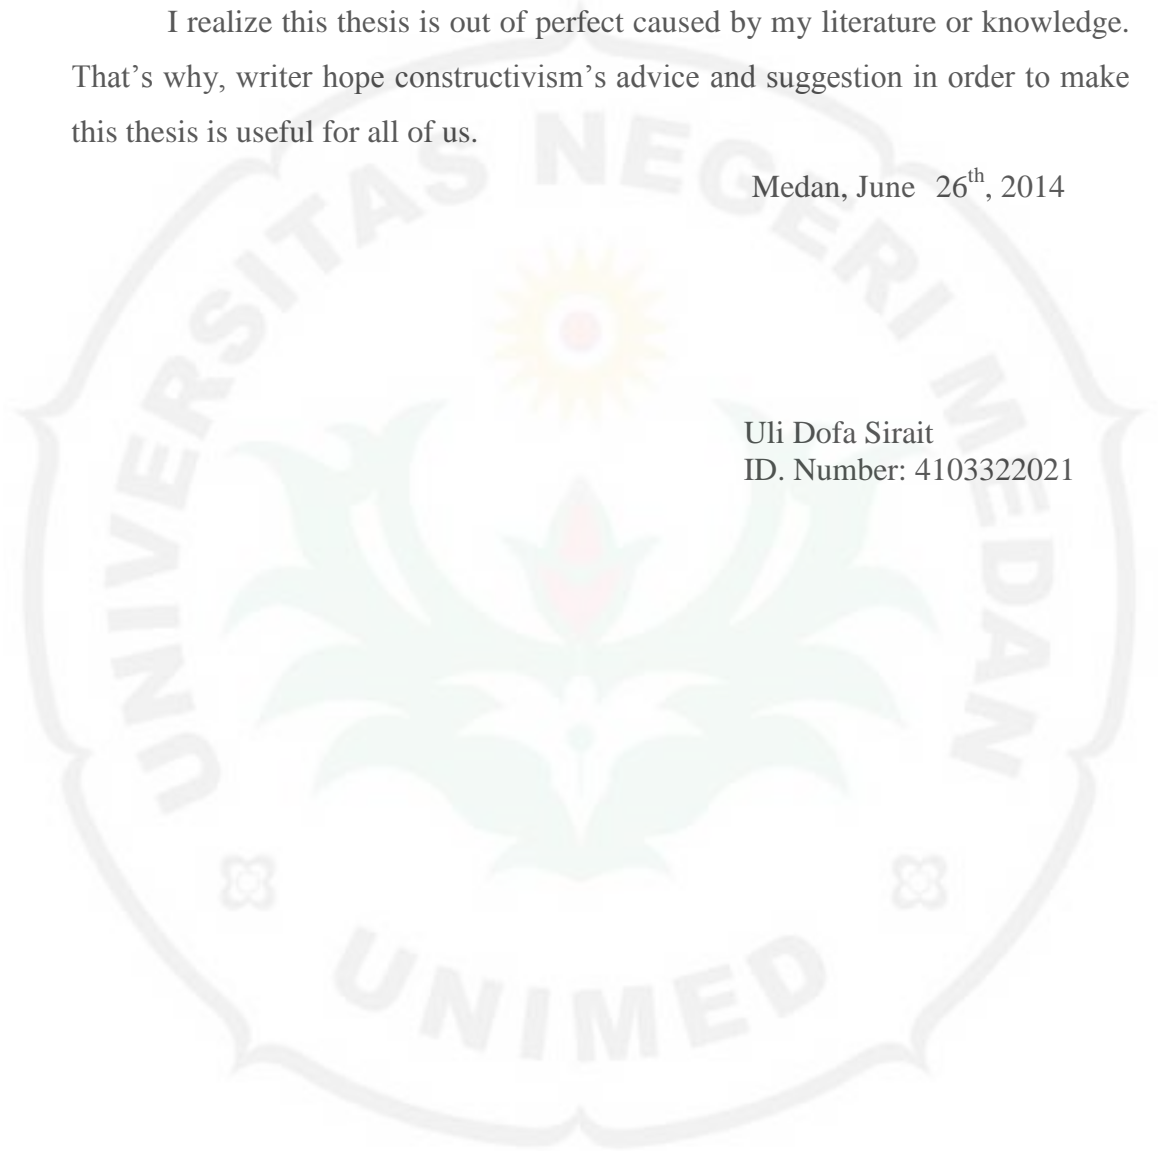 I realize this thesis is out of perfect caused by my literature or knowledge.
That's why, writer hope constructivism's advice and suggestion in order to make
this thesis is useful for all of us.
Medan, June 26th, 2014
UNIVERSITAS NEGERI MEDAN
Uli Dofa Sirait
ID. Number: 4103322021
UNIMED